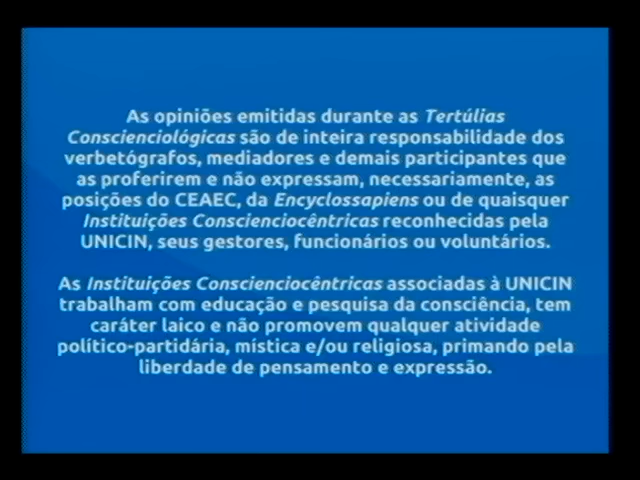 As opiniões emitidas durante as Tertúlias
Conscienciológicas são de inteira responsabilidade dos
verbetógrafos, mediadores e demais participantes que
as proferirem e não expressam, necessariamente, as
posições do CEAEC, da Encyclossapiens ou de quaisquer
Instituições Conscienciocêntricas reconhecidas pela
UNICIN, seus gestores, funcionários ou voluntários.
As Instituições Conscienciocêntricas associadas à UNICIN
trabalham com educação e pesquisa da consciência, tem
caráter laico e não promovem qualquer atividade
político-partidária, mística e/ou religiosa, primando pela
liberdade de pensamento e expressão.